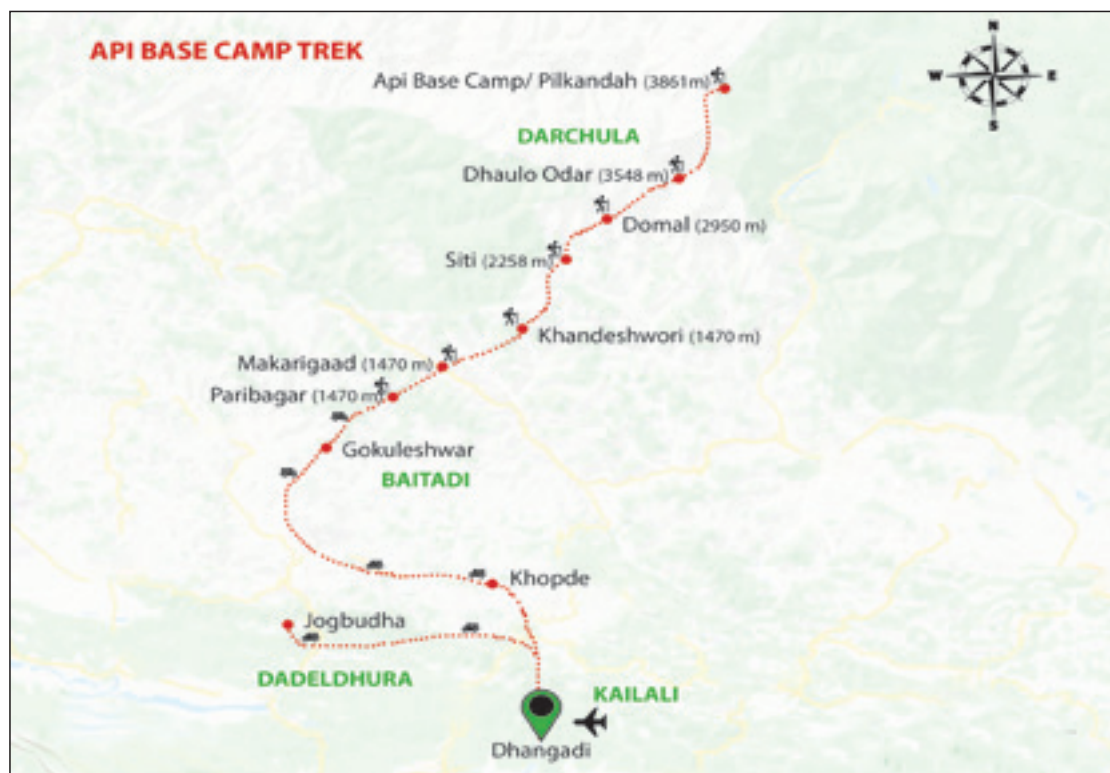 API BASE CAMP TREK
N
W
E
S
Api Base Camp/ Pilkandah (3861m)
DARCHULA
Dhaulo Odar (3548 m)
Domal (2950 m)
Siti (2258 m)
Khandeshwori (1470 m)
Makarigaad (1470 m)
Paribagar (1470 m)
Gokuleshwar
BAITADI
Khopde
Jogbudha
DADELDHURA
KAILALI
Dhangadi